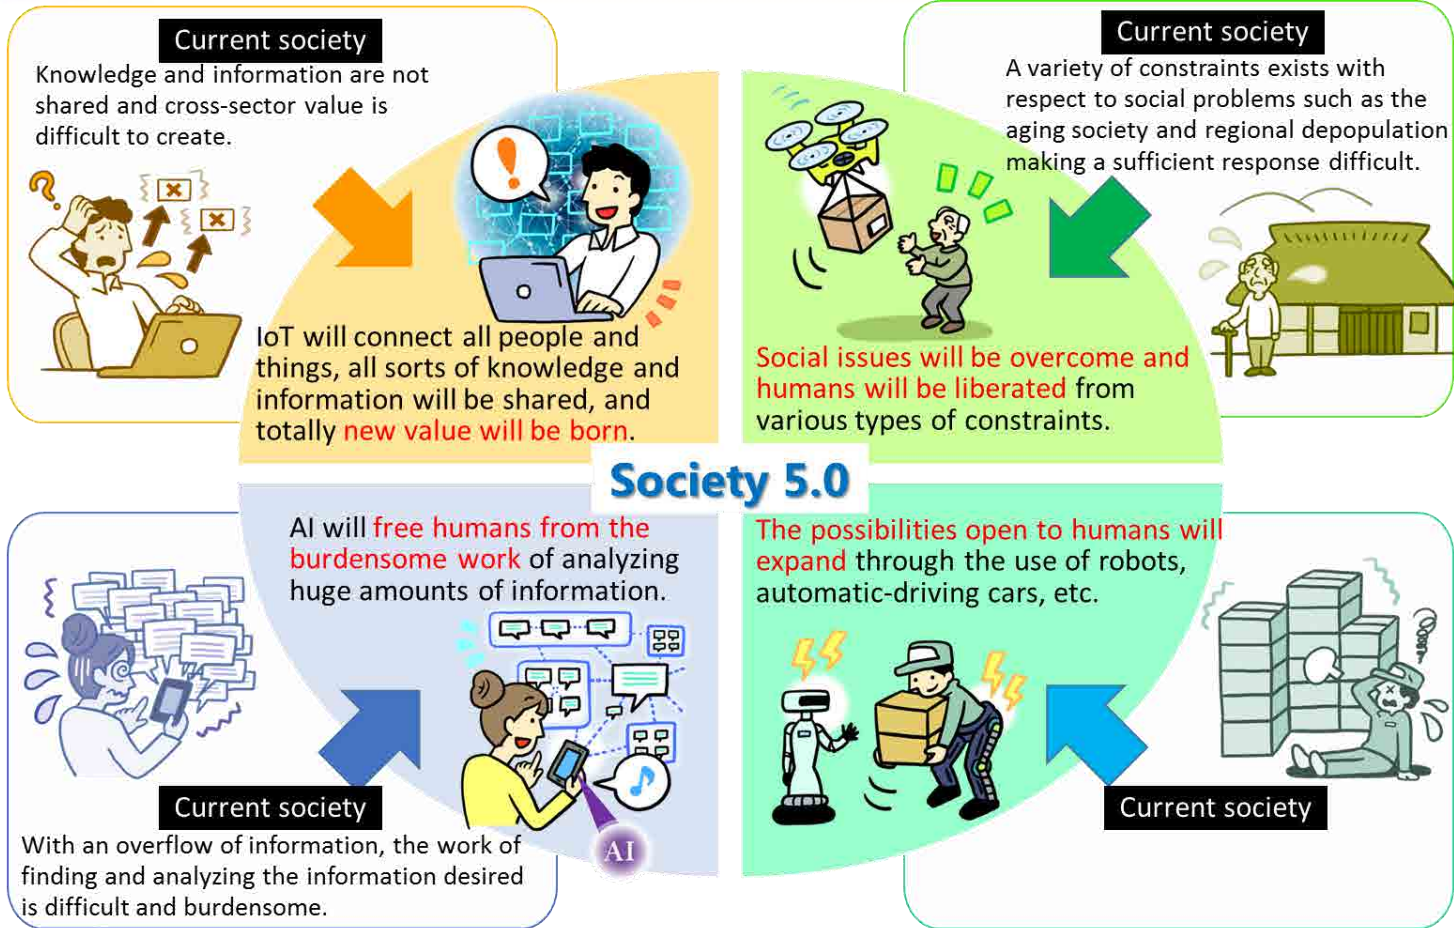 Current society
Knowledge and information are not
shared and cross-sector value is
difficult to create.
IoT will connect all people and
things, all sorts of knowledge and
information will be shared, and
totally new value will be born.
Current society
A variety of constraints exists with
respect to social problems such as the
aging society and regional depopulation
making a sufficient response difficult.
Social issues will be overcome and
humans will be liberated from
various types of constraints.
Society 5.0
AI will free humans from the
burdensome work of analyzing
huge amounts of information.
AI
Current society
With an overflow of information, the work of
finding and analyzing the information desired
is difficult and burdensome.
The possibilities open to humans will
expand through the use of robots,
automatic-driving cars, etc.
Current society